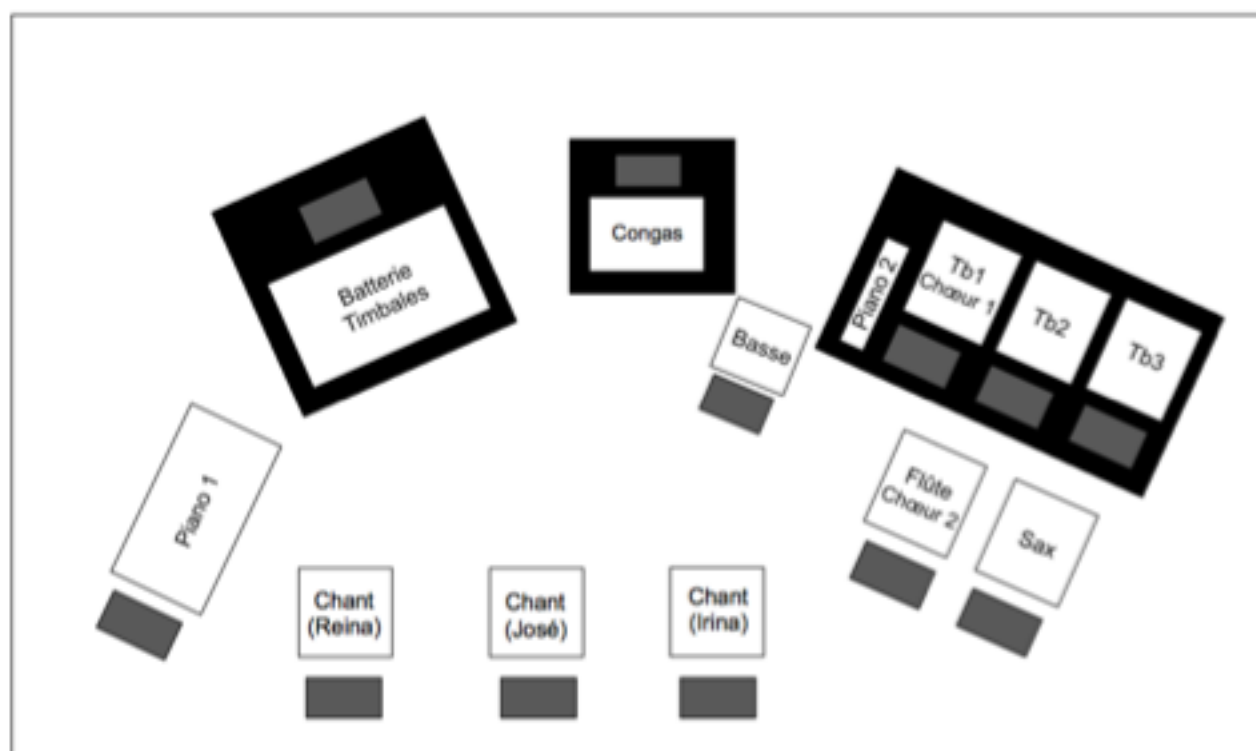 Batterie
Timbales
Congas
Piano 2
Tb1
Chœur 1
Tb2
Tb3
Basse
Piano 1
Flûte
Chœur 2
Sax
Chant
(Reina)
Chant
(José)
Chant
(Irina)